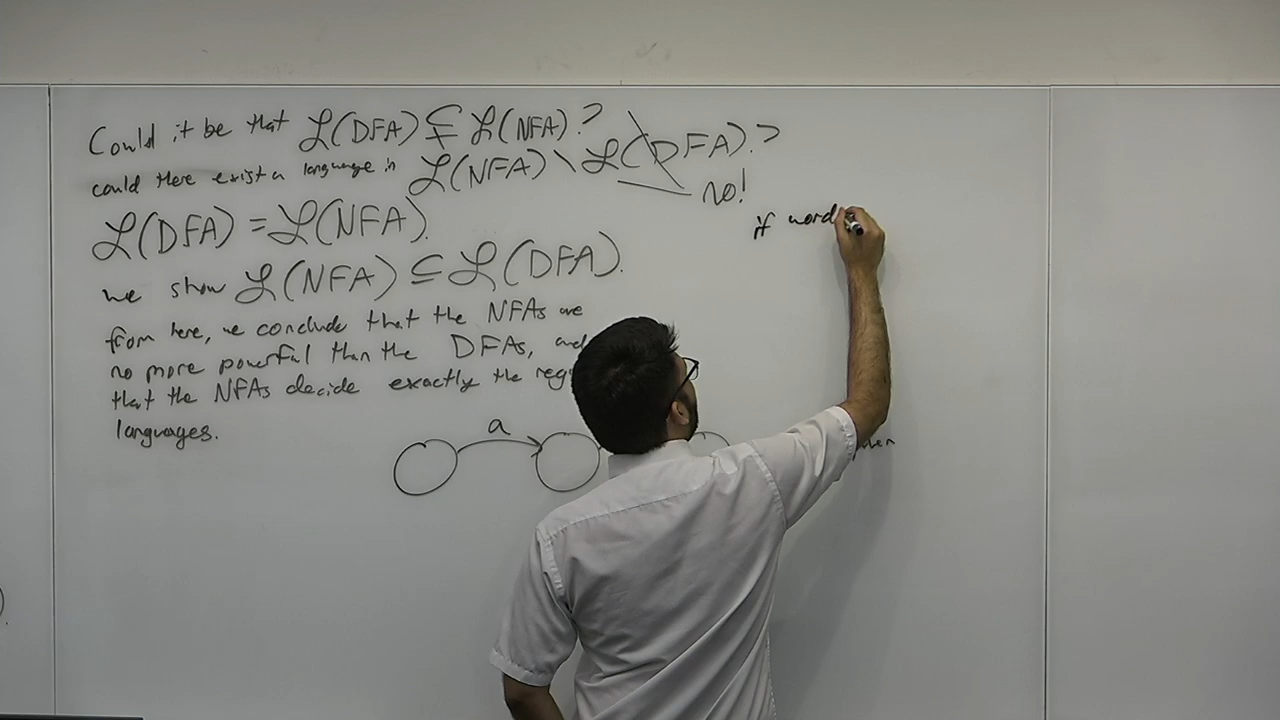 Could it be that ℒ(DFA) ⊊ ℒ(NFA)?
could there exist a language in ℒ(NFA) \ ℒ(DFA)?
no!
ℒ(DFA) = ℒ(NFA).
if word
we show ℒ(NFA) ⊆ ℒ(DFA).
from here, we conclude that the NFAs are
no more powerful than the DFAs,
that the NFAs decide exactly the
languages.
a